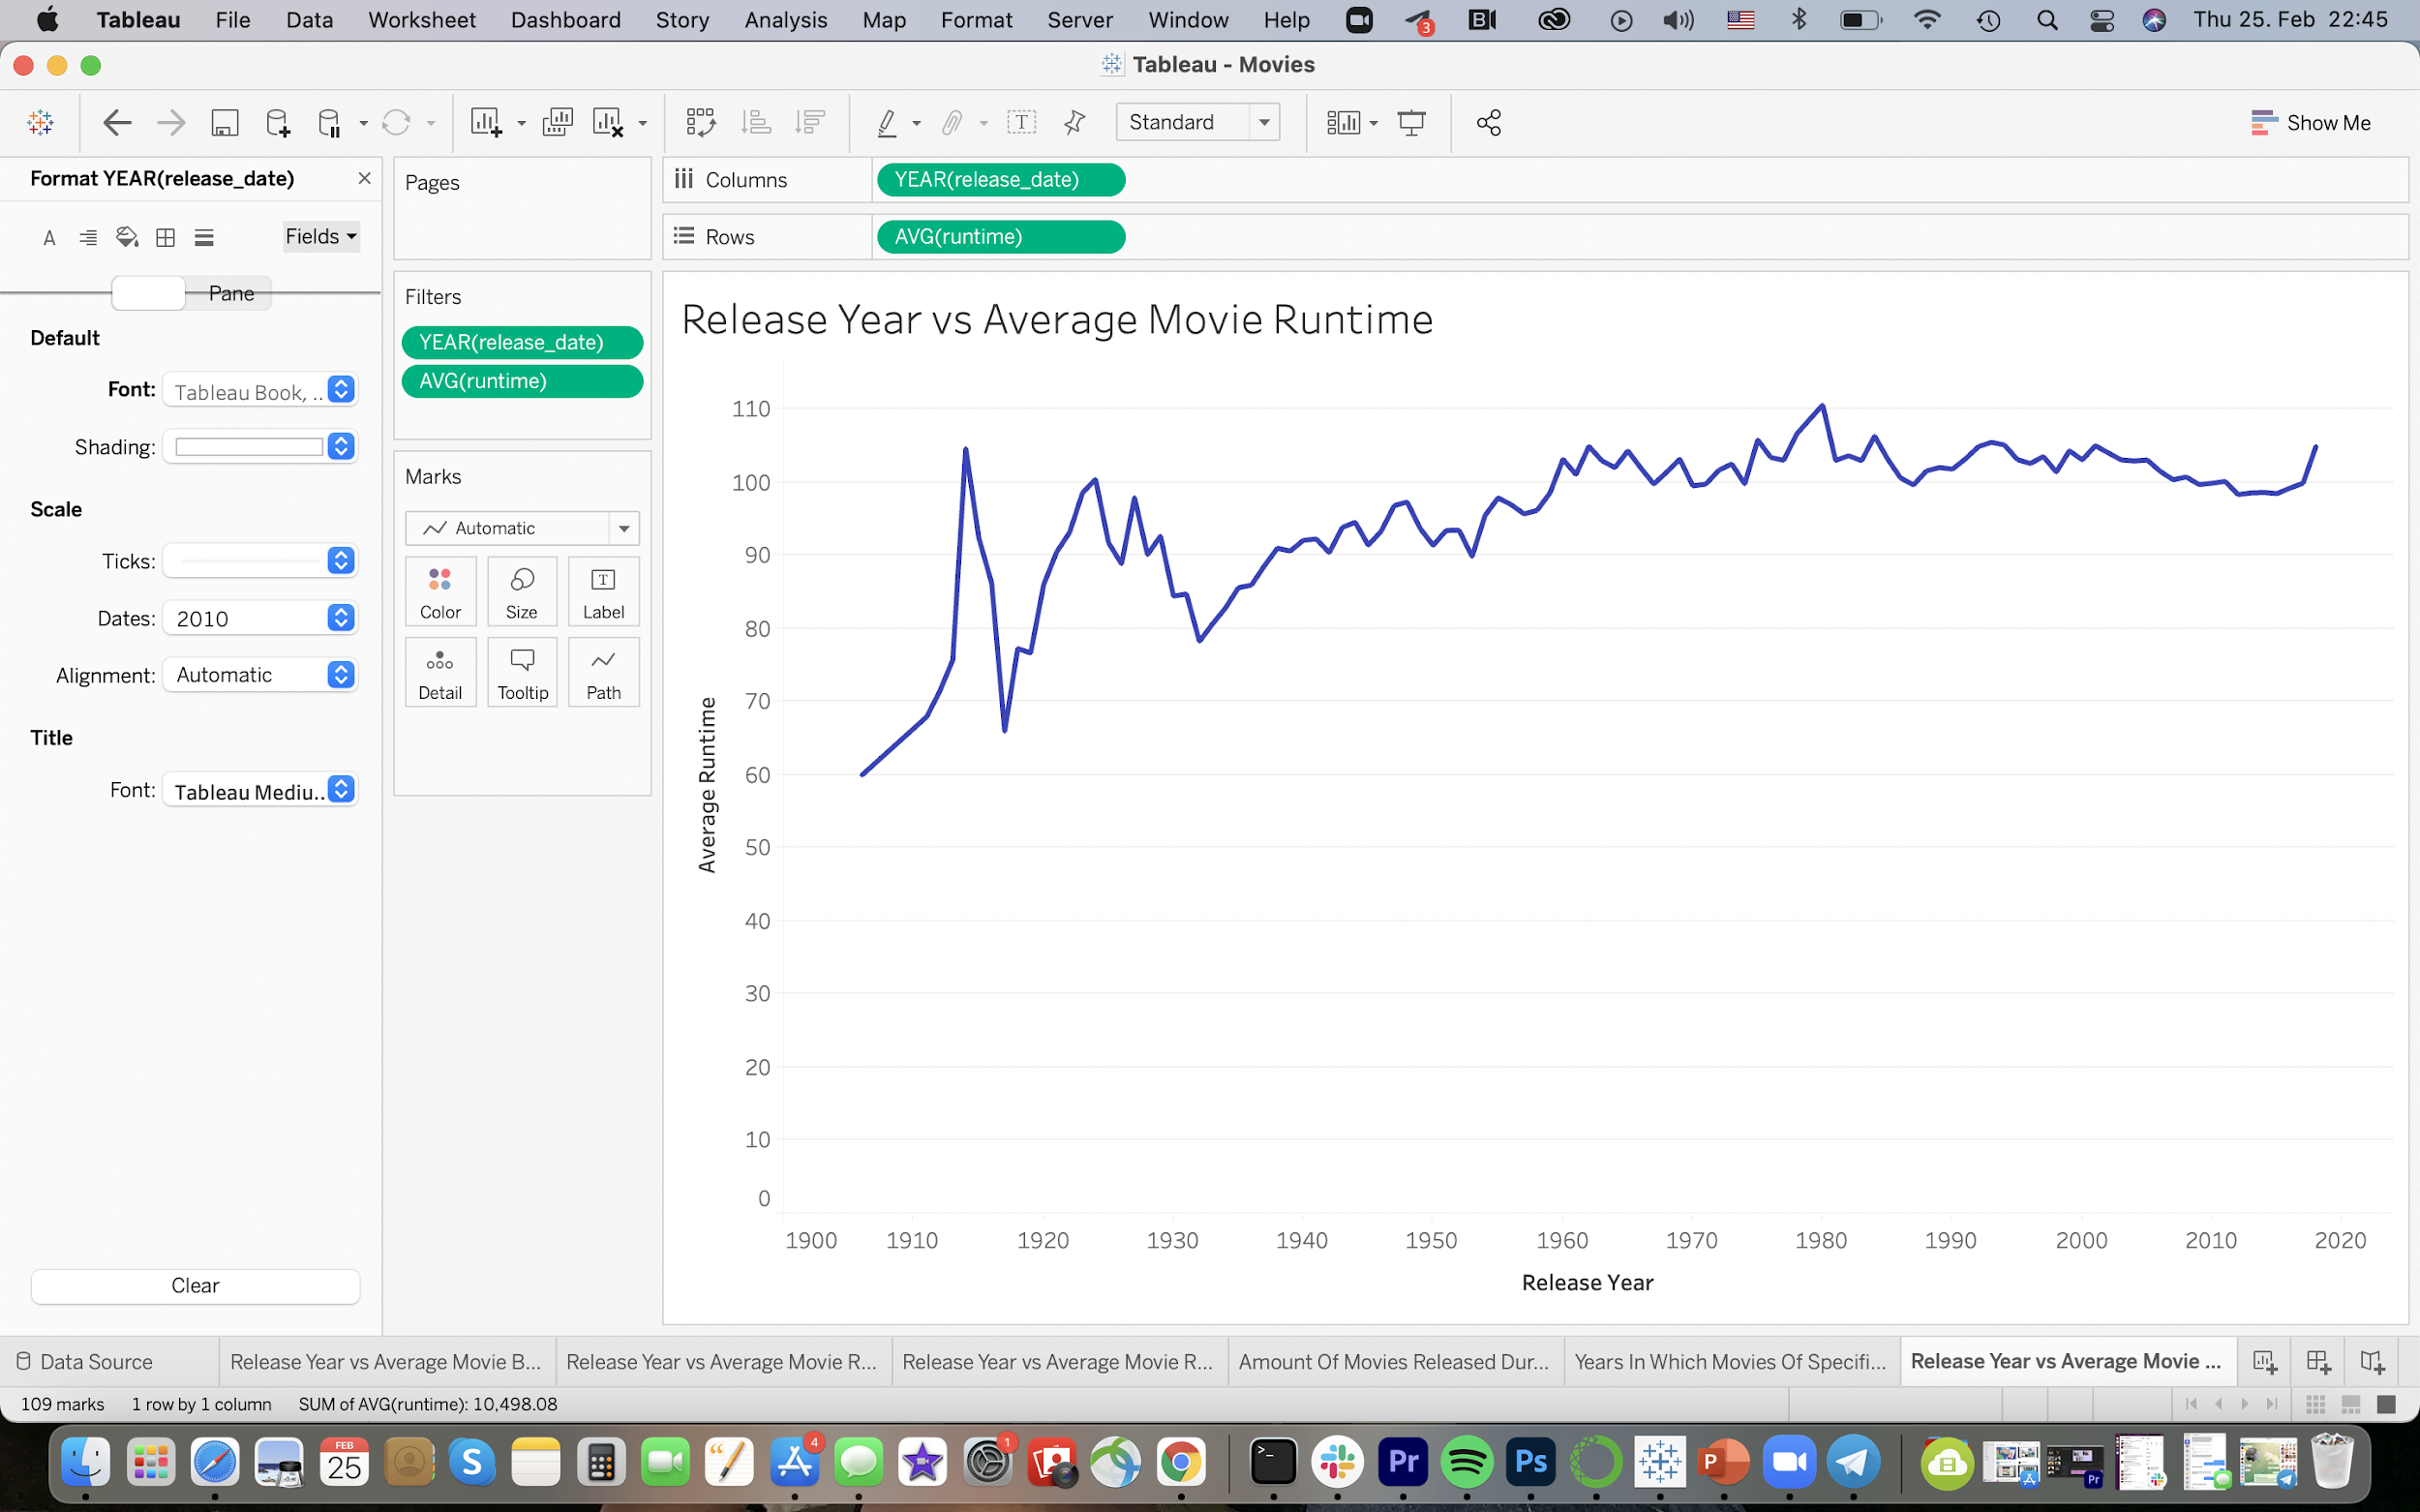 Tableau File Data Worksheet Dashboard Story Analysis Map Format Server Window Help 3 Thu 25. Feb 22:45
Tableau - Movies
Standard
Show Me
Format YEAR(release_date)
Fields
Pane
Default
Font: Tableau Book, ..
Shading:
Scale
Ticks:
Dates: 2010
Alignment: Automatic
Title
Font: Tableau Mediu..
Clear
Pages
Filters
YEAR(release_date)
AVG(runtime)
Marks
Automatic
Color Size Label
Detail Tooltip Path
Columns YEAR(release_date)
Rows AVG(runtime)
Release Year vs Average Movie Runtime
110
100
90
80
70
60
50
40
30
20
10
0
Average Runtime
1900 1910 1920 1930 1940 1950 1960 1970 1980 1990 2000 2010 2020
Release Year
Data Source Release Year vs Average Movie B... Release Year vs Average Movie R... Release Year vs Average Movie R... Amount Of Movies Released Dur... Years In Which Movies Of Specifi... Release Year vs Average Movie ...
109 marks 1 row by 1 column SUM of AVG(runtime): 10,498.08
FEB
25
4
1
Pr
Ps
P